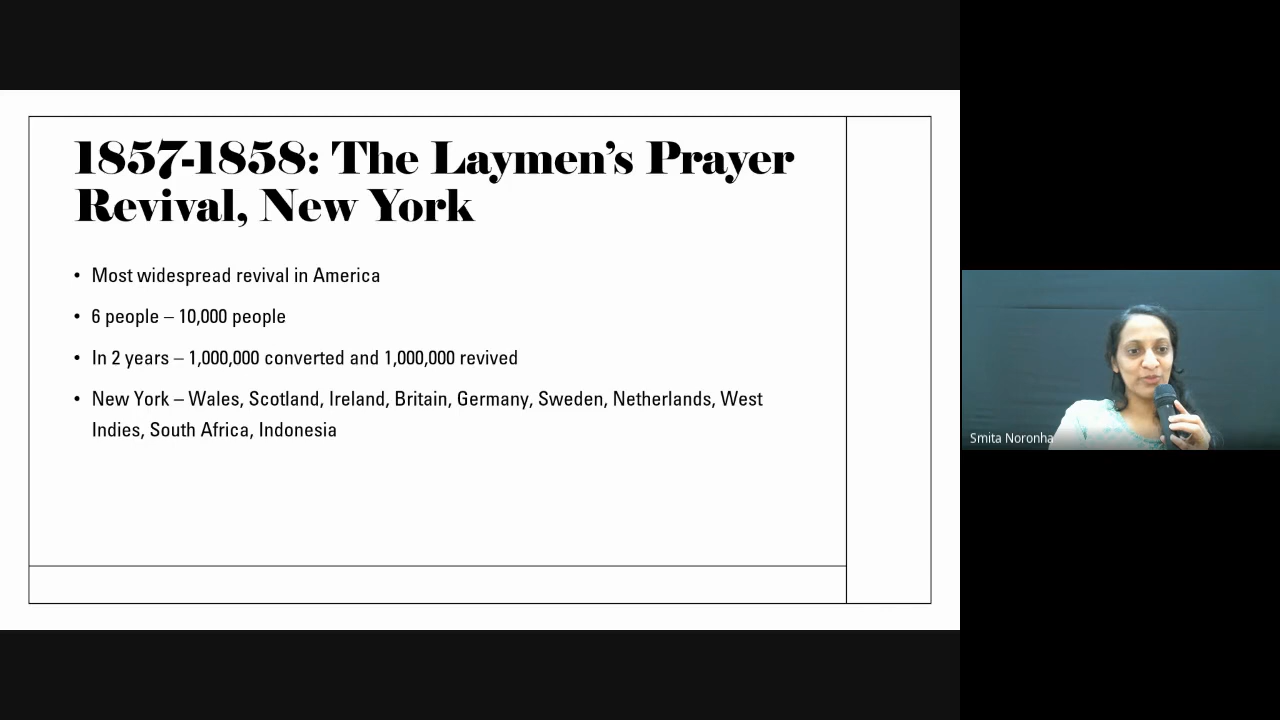 1857-1858: The Laymen’s Prayer
Revival, New York
• Most widespread revival in America
• 6 people – 10,000 people
• In 2 years – 1,000,000 converted and 1,000,000 revived
• New York – Wales, Scotland, Ireland, Britain, Germany, Sweden, Netherlands, West
Indies, South Africa, Indonesia
Smita Noronha